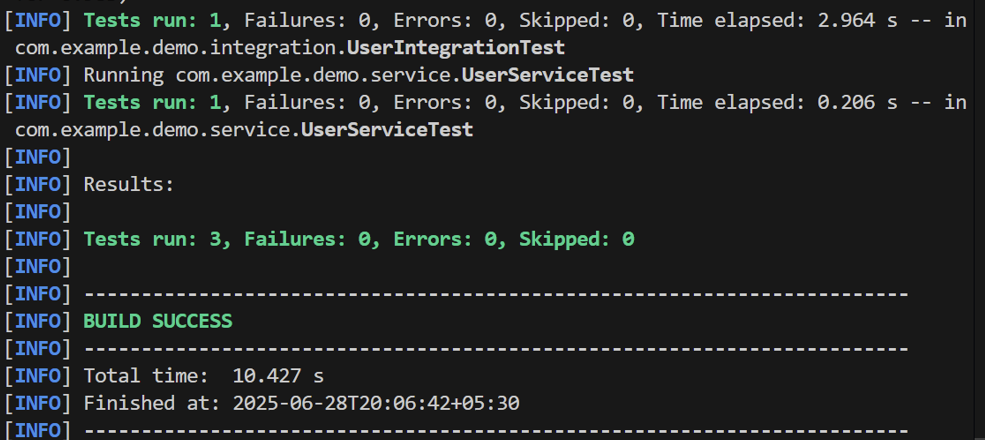 [INFO] Tests run: 1, Failures: 0, Errors: 0, Skipped: 0, Time elapsed: 2.964 s -- in
com.example.demo.integration.UserIntegrationTest
[INFO] Running com.example.demo.service.UserServiceTest
[INFO] Tests run: 1, Failures: 0, Errors: 0, Skipped: 0, Time elapsed: 0.206 s -- in
com.example.demo.service.UserServiceTest
[INFO]
[INFO] Results:
[INFO]
[INFO] Tests run: 3, Failures: 0, Errors: 0, Skipped: 0
[INFO]
[INFO] ------------------------------------------------------------------------
[INFO] BUILD SUCCESS
[INFO] ------------------------------------------------------------------------
[INFO] Total time:  10.427 s
[INFO] Finished at: 2025-06-28T20:06:42+05:30
[INFO] ------------------------------------------------------------------------